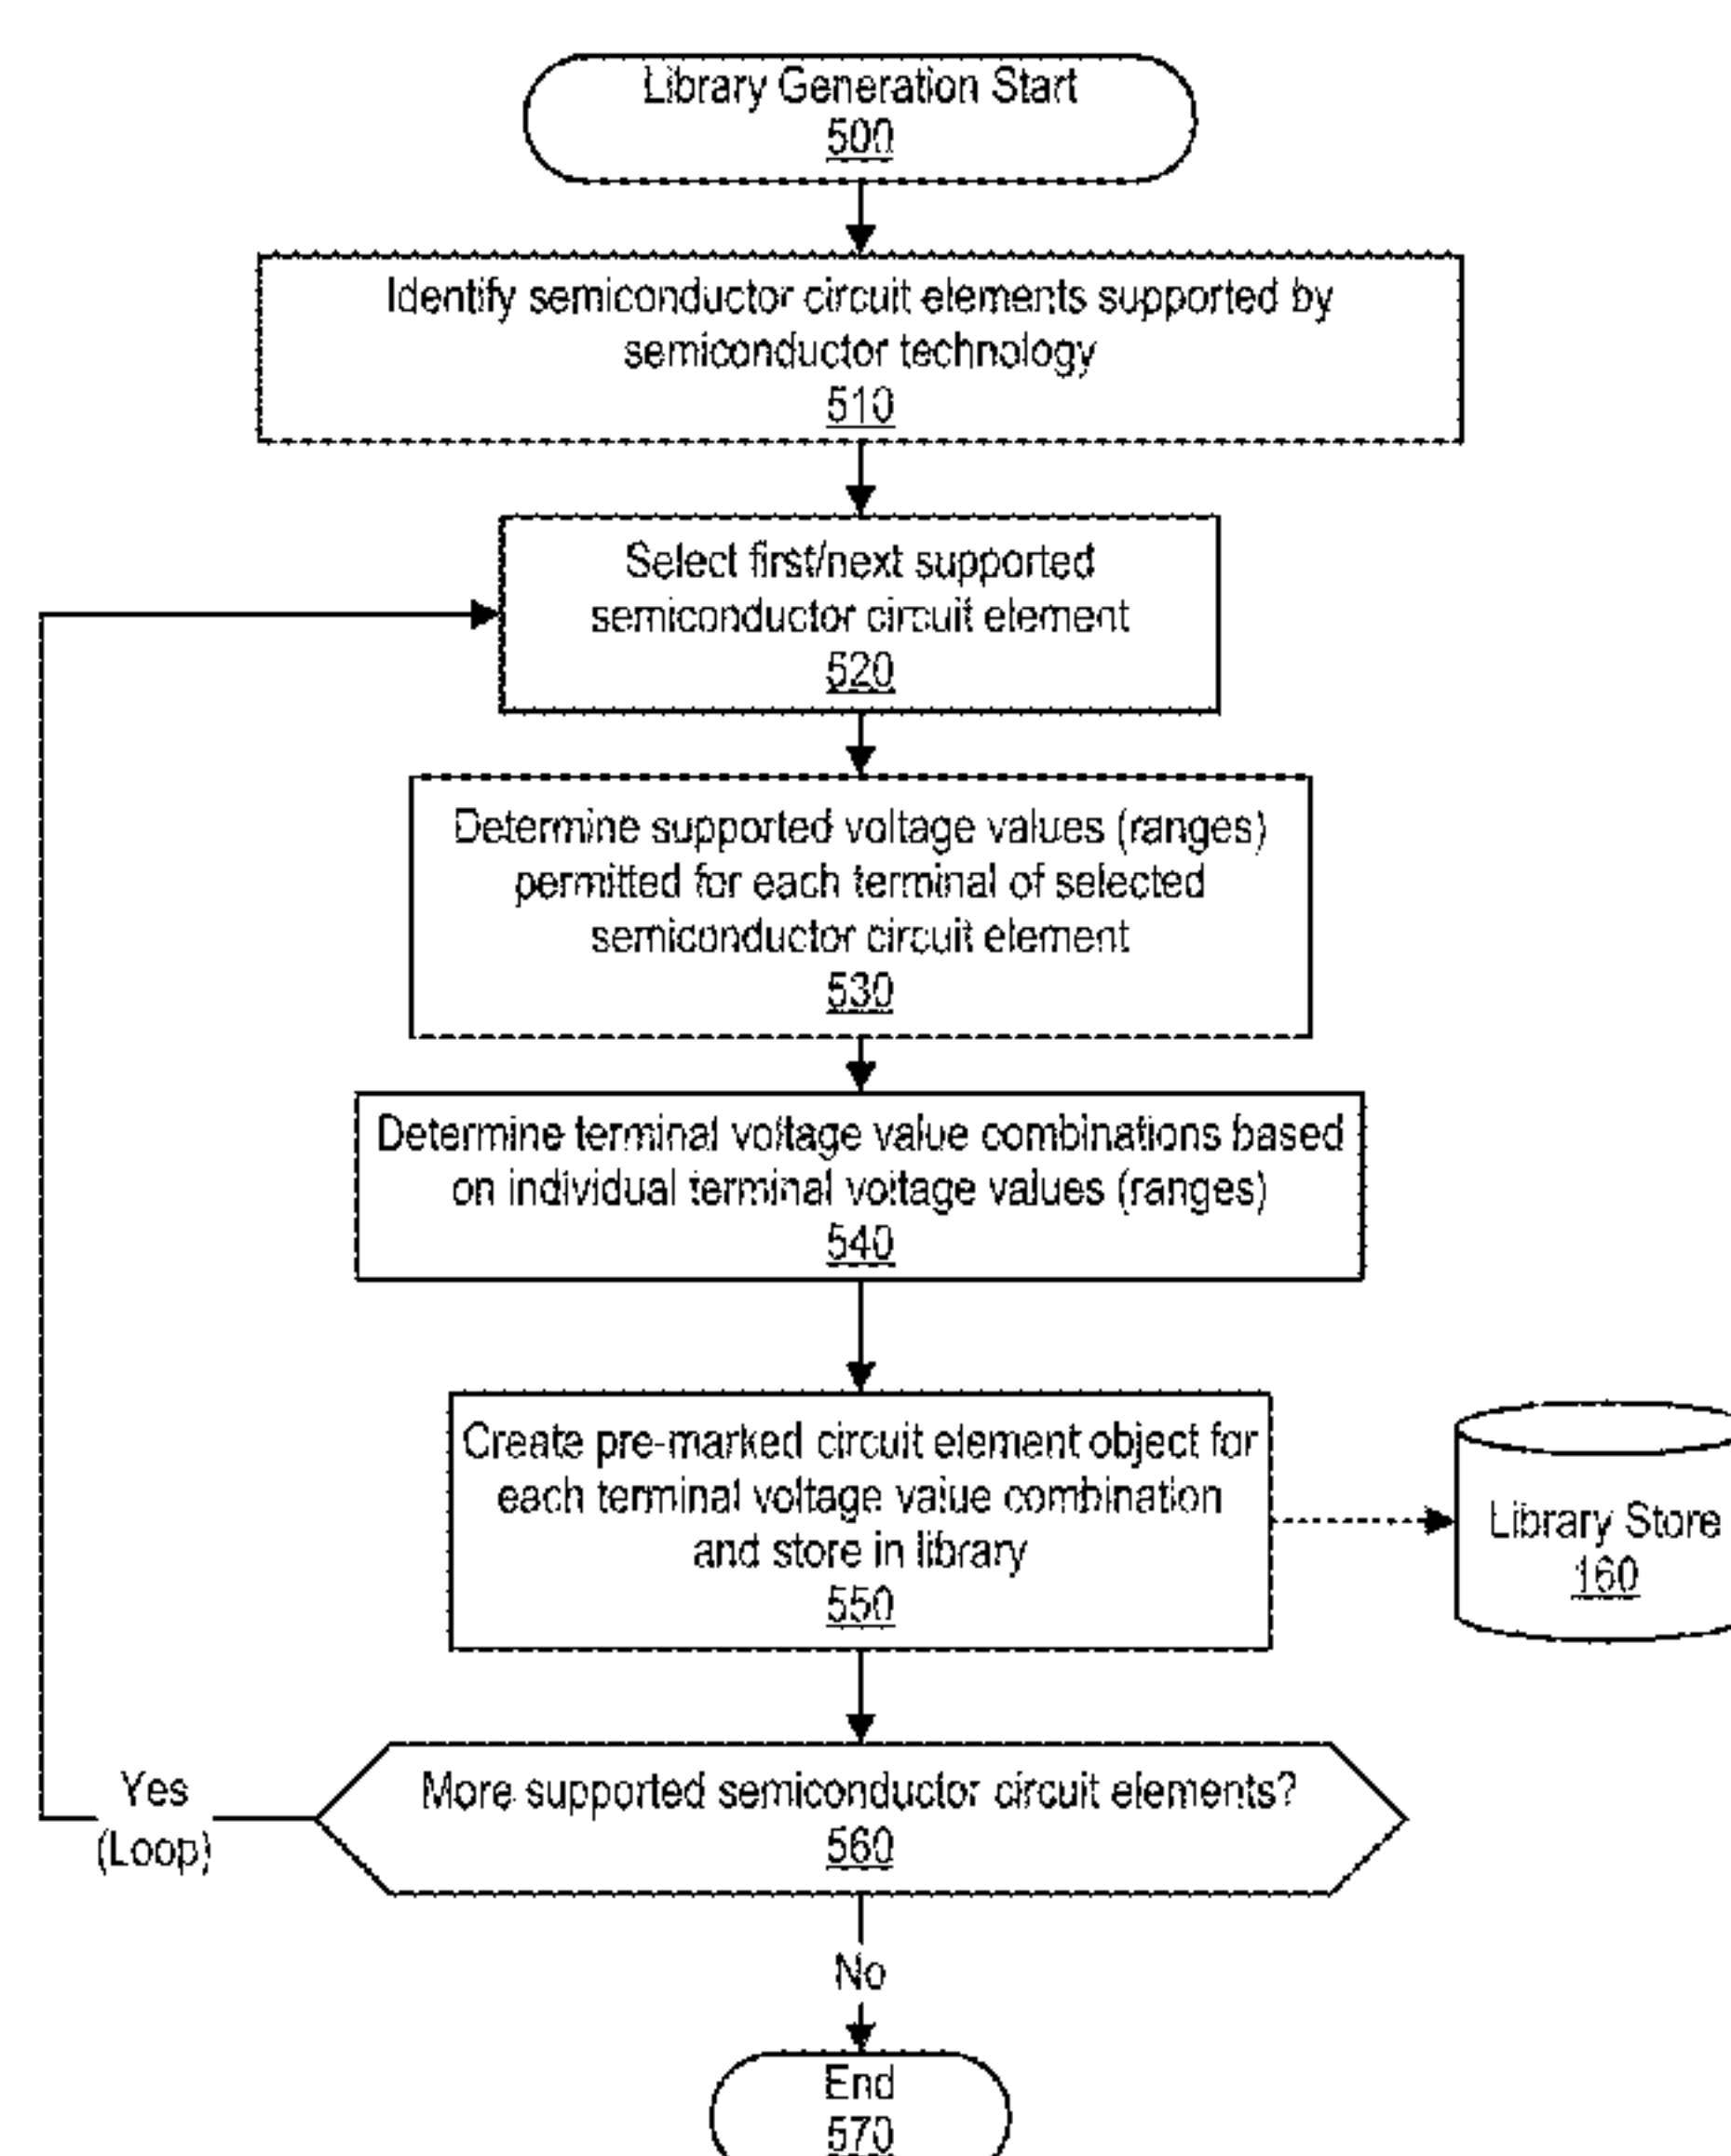 Library Generation Start
500
Identify semiconductor circuit elements supported by
semiconductor technology
510
Select first/next supported
semiconductor circuit element
520
Determine supported voltage values (ranges)
permitted for each terminal of selected
semiconductor circuit element
530
Determine terminal voltage value combinations based
on individual terminal voltage values (ranges)
540
Create pre-marked circuit element object for
each terminal voltage value combination
and store in library
550
Library Store
160
More supported semiconductor circuit elements?
560
Yes
(Loop)
No
End
570